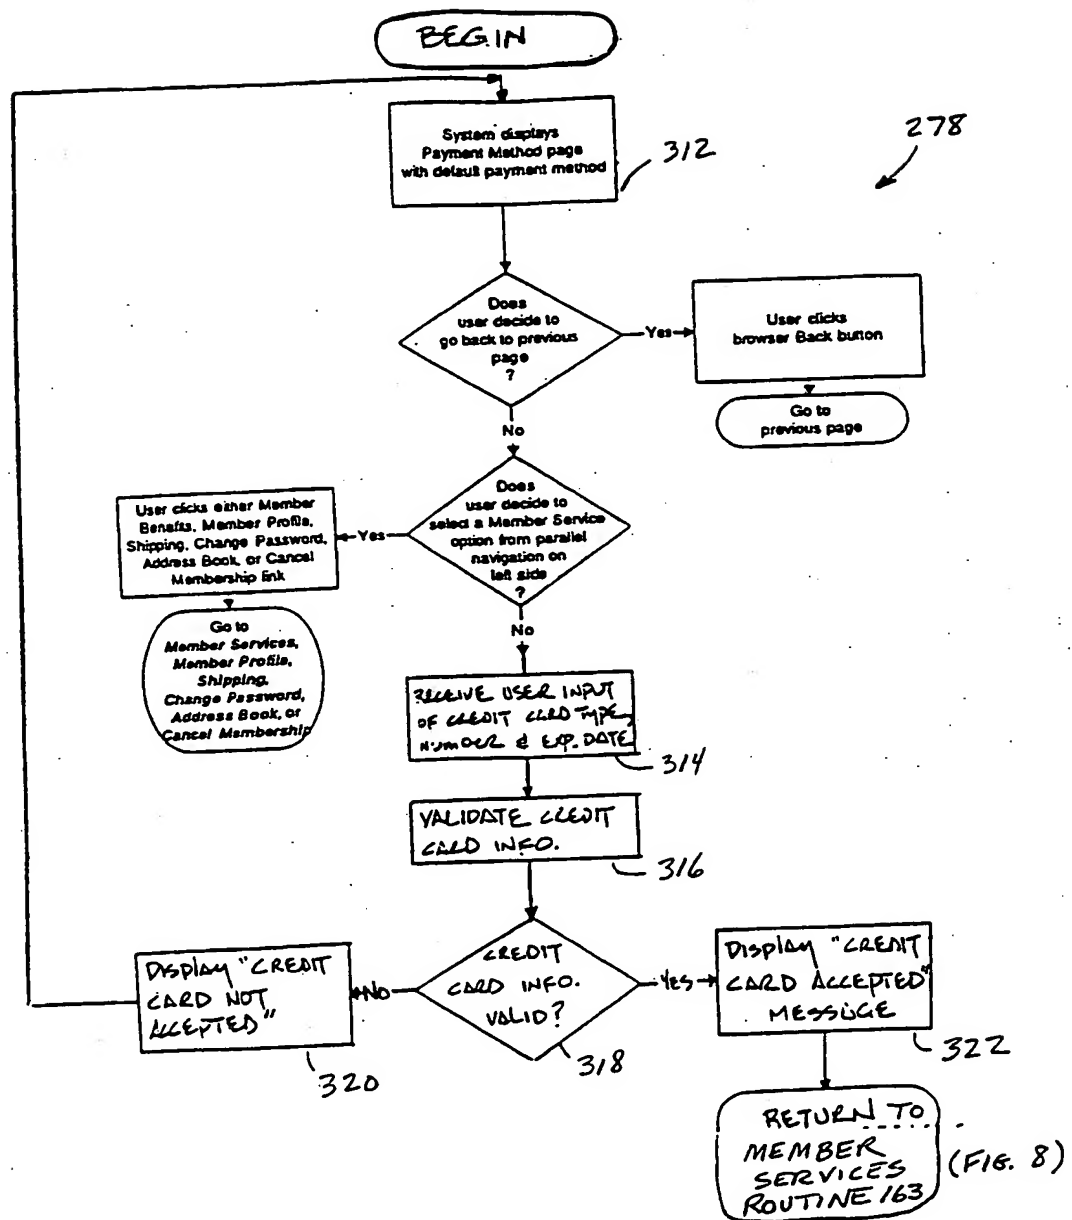 BEGIN
System displays
Payment Method page
with default payment method
312
278
Does
user decide to
go back to previous
page
?
Yes
User clicks
browser Back button
Go to
previous page
No
Does
user decide to
select a Member Service
option from parallel
navigation on
left side
?
Yes
User clicks either Member
Benefits, Member Profile,
Shipping, Change Password,
Address Book, or Cancel
Membership link
Go to
Member Services,
Member Profile,
Shipping,
Change Password,
Address Book, or
Cancel Membership
No
RECEIVE USER INPUT
OF CREDIT CARD TYPE,
NUMBER & EXP. DATE
314
VALIDATE CREDIT
CARD INFO.
316
CREDIT
CARD INFO.
VALID?
318
NO
DISPLAY "CREDIT
CARD NOT
ACCEPTED"
320
YES
DISPLAY "CREDIT
CARD ACCEPTED"
MESSAGE
322
RETURN TO
MEMBER
SERVICES
ROUTINE 163
(FIG. 8)